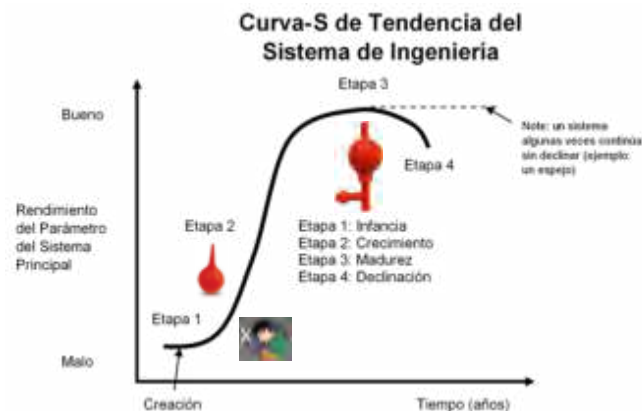 Curva-S de Tendencia del
Sistema de Ingeniería
Etapa 3
Bueno
Note: un sistema
algunas veces continúa
sin declinar (ejemplo:
un espejo)
Etapa 4
Rendimiento
del Parámetro
del Sistema
Principal
Etapa 2
Etapa 1: Infancia
Etapa 2: Crecimiento
Etapa 3: Madurez
Etapa 4: Declinación
Etapa 1
X
Malo
Creación
Tiempo (años)